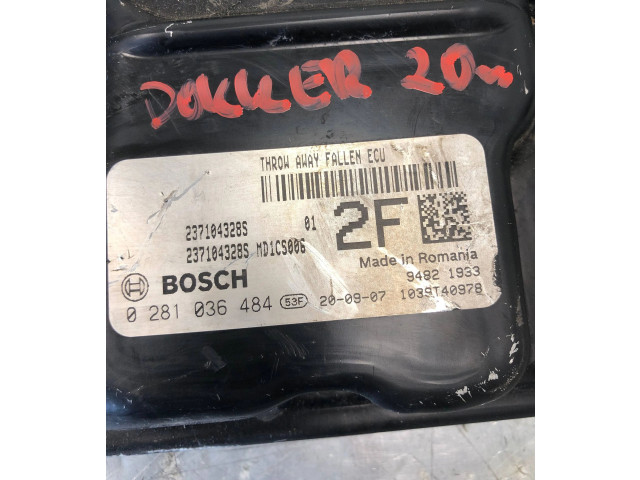 DOKKER 20
THROW AWAY FALLEN ECU
237104328S 01
237104328S MD1CS006
2F
Made in Romania
9482 1933
BOSCH
0 281 036 484 53F 20-09-07 1039T40978